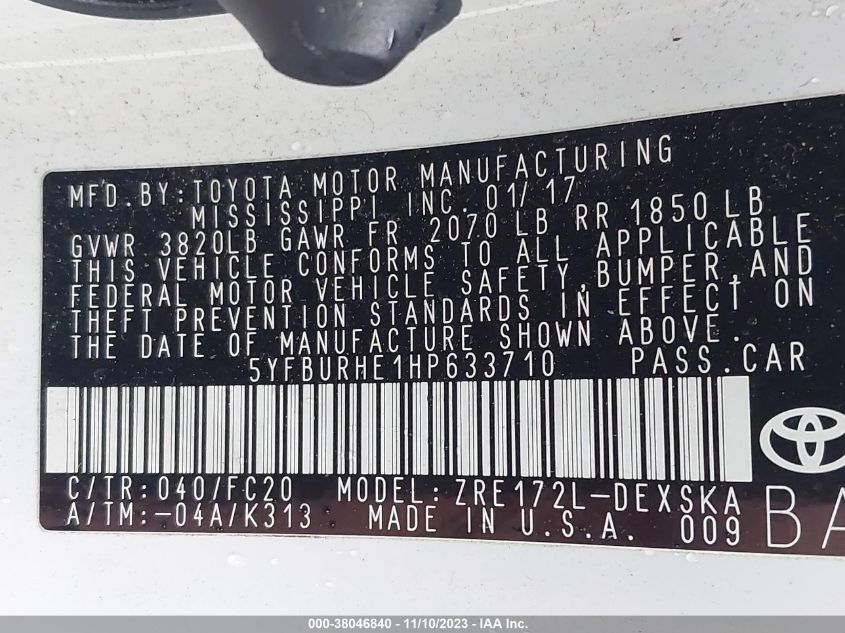 MFD.BY:TOYOTA MOTOR MANUFACTURING
MISSISSIPPI INC. 01/17
GVWR 3820LB GAWR FR 2070 LB RR 1850 LB
THIS VEHICLE CONFORMS TO ALL APPLICABLE
FEDERAL MOTOR VEHICLE SAFETY,BUMPER,AND
THEFT PREVENTION STANDARDS IN EFFECT ON
THE DATE OF MANUFACTURE SHOWN ABOVE.
5YFBURHE1HP633710 PASS.CAR
C/TR:040/FC20 MODEL:ZRE172L-DEXSKA
A/TM:-04A/K313 MADE IN U.S.A. 009
BA
000-38046840 - 11/10/2023 - IAA Inc.